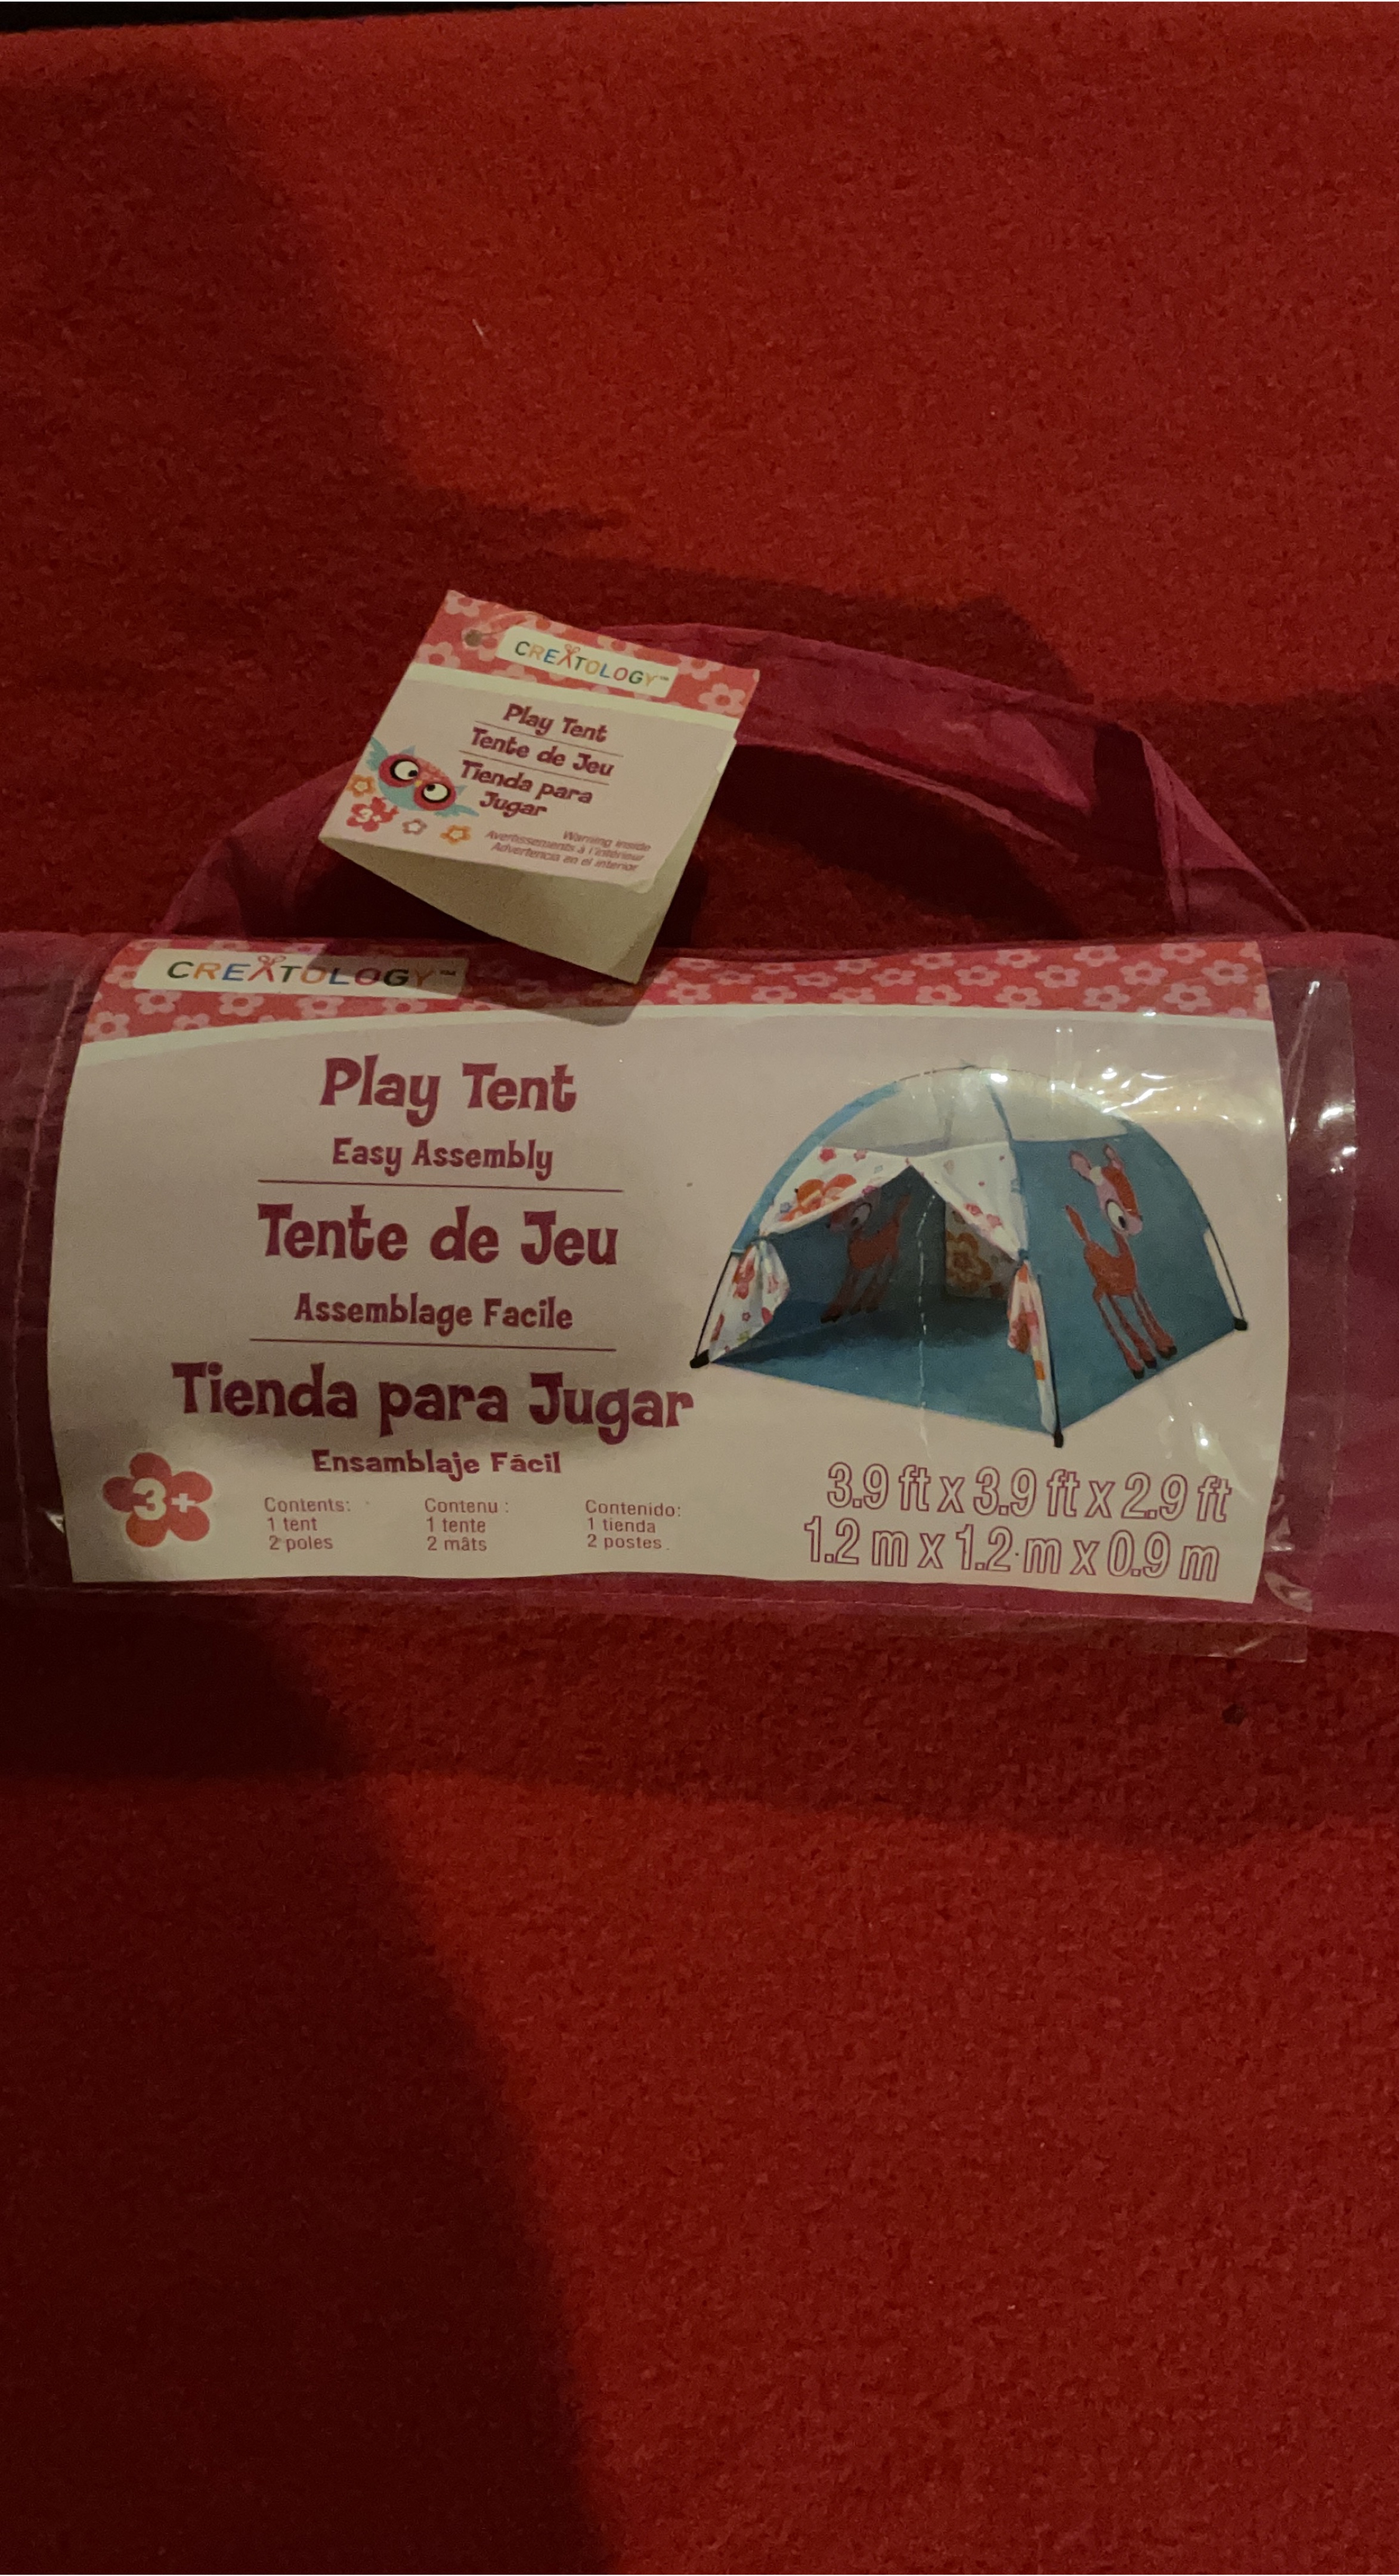 CREATOLOGY™
Play Tent
Tente de Jeu
Tienda para
Jugar
3+
Warning inside
Avertissements à l'intérieur
Advertencia en el interior
CREATOLOGY™
Play Tent
Easy Assembly
Tente de Jeu
Assemblage Facile
Tienda para Jugar
Ensamblaje Fácil
3+
Contents:
1 tent
2 poles
Contenu :
1 tente
2 mâts
Contenido:
1 tienda
2 postes
3.9 ft x 3.9 ft x 2.9 ft
1.2 m x 1.2 m x 0.9 m